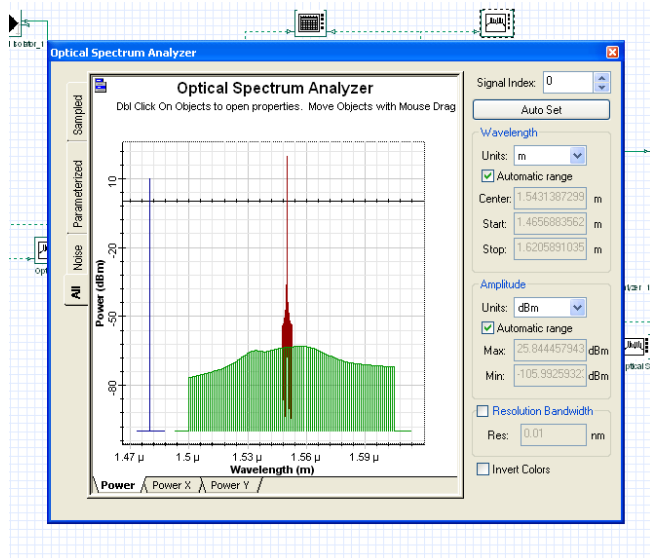 Optical Spectrum Analyzer
Optical Spectrum Analyzer
Dbl Click On Objects to open properties. Move Objects with Mouse Drag
Sampled
Parameterized
Noise
All
Power (dBm)
10
-20
-50
-80
1.47 µ
1.5 µ
1.53 µ
1.56 µ
1.59 µ
Wavelength (m)
Power
Power X
Power Y
Signal Index: 0
Auto Set
Wavelength
Units: m
Automatic range
Center: 1.5431387299 m
Start: 1.4656883562 m
Stop: 1.6205891035 m
Amplitude
Units: dBm
Automatic range
Max: 25.844457943 dBm
Min: -105.99259323 dBm
Resolution Bandwidth
Res: 0.01 nm
Invert Colors